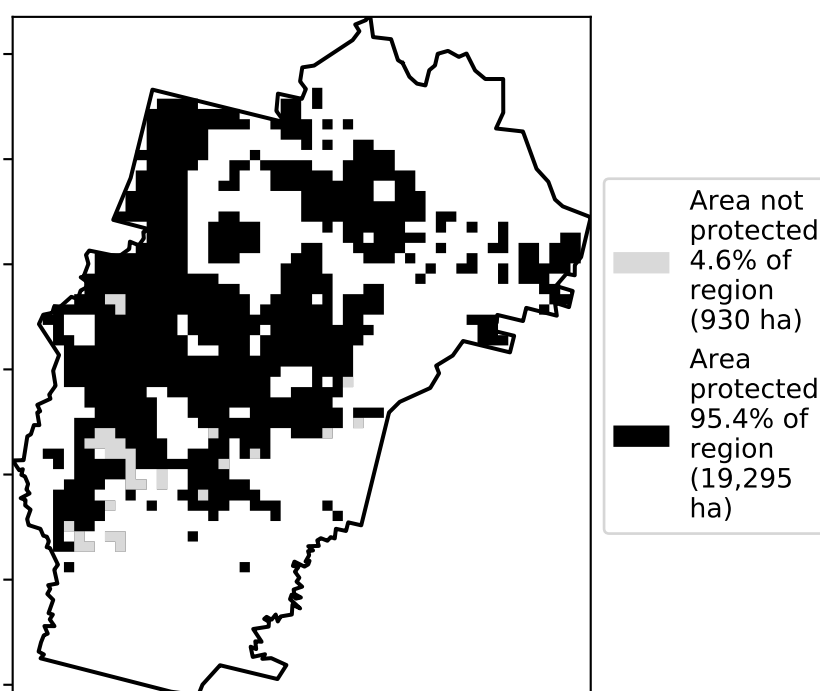 Area not
protected
4.6% of
region
(930 ha)
Area
protected
95.4% of
region
(19,295
ha)